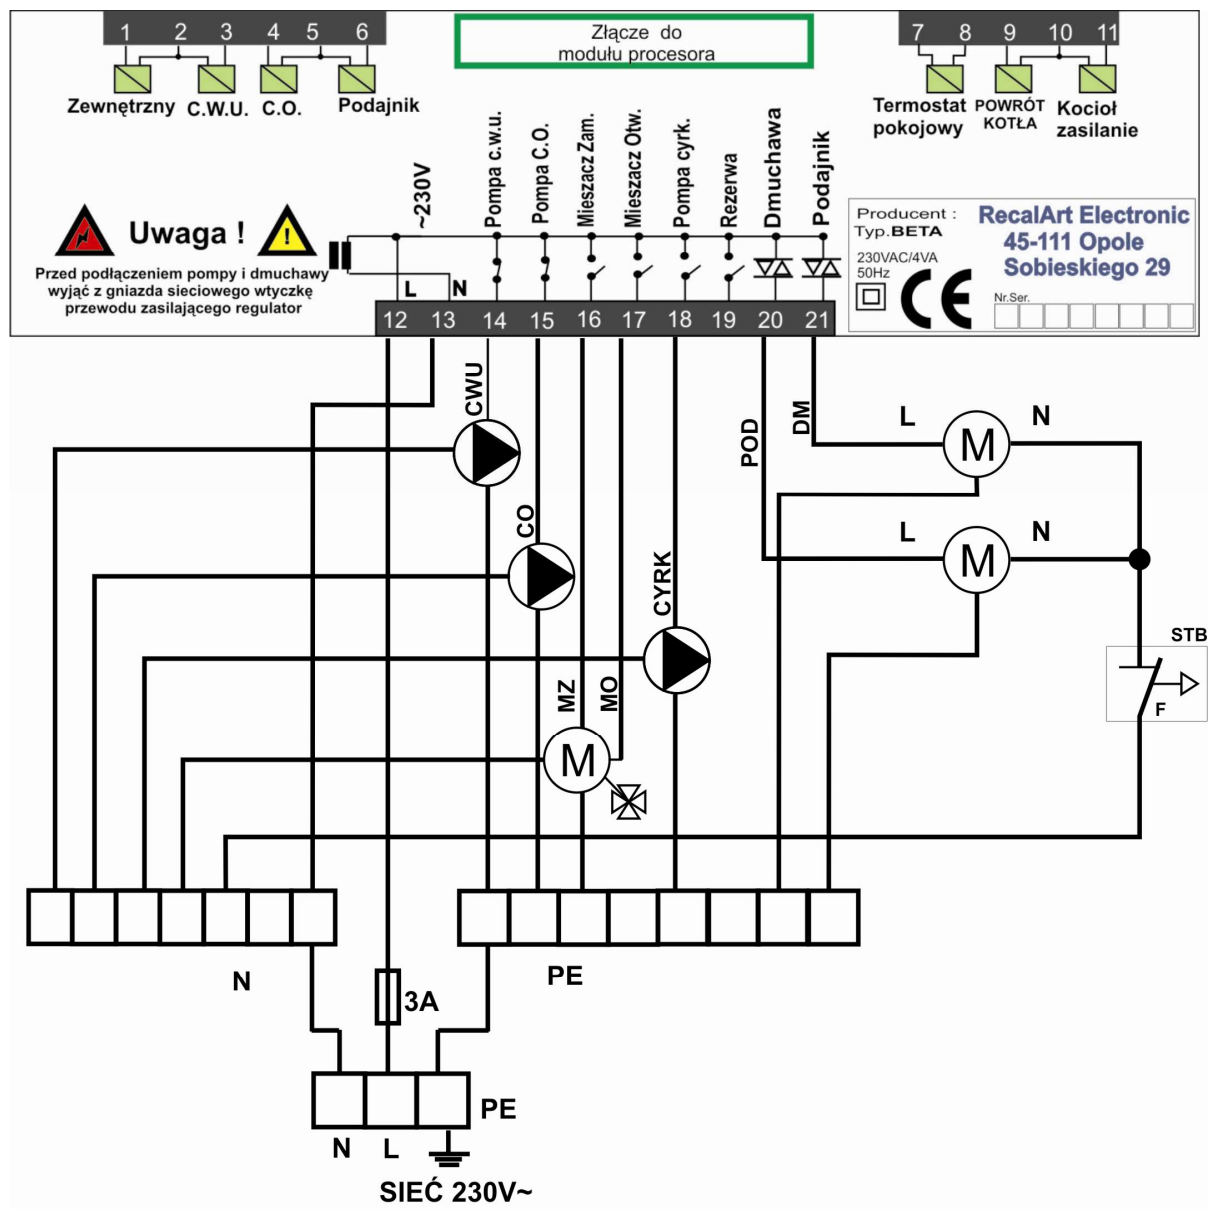 1 2 3 4 5 6
Zewnętrzny C.W.U. C.O. Podajnik
Złącze do
modułu procesora
7 8 9 10 11
Termostat
pokojowy
POWRÓT
KOTŁA
Kocioł
zasilanie
Uwaga !
Przed podłączeniem pompy i dmuchawy
wyjąć z gniazda sieciowego wtyczkę
przewodu zasilającego regulator
~230V
Pompa c.w.u.
Pompa C.O.
Mieszacz Zam.
Mieszacz Otw.
Pompa cyrk.
Rezerwa
Dmuchawa
Podajnik
L N
12 13 14 15 16 17 18 19 20 21
Producent :
Typ.BETA
230VAC/4VA
50Hz
RecalArt Electronic
45-111 Opole
Sobieskiego 29
CE
Nr.Ser.
CWU
CO
MZ
MO
CYRK
POD
DM
L M N
L M N
STB
F
M
N
PE
3A
PE
N L
SIEĆ 230V~